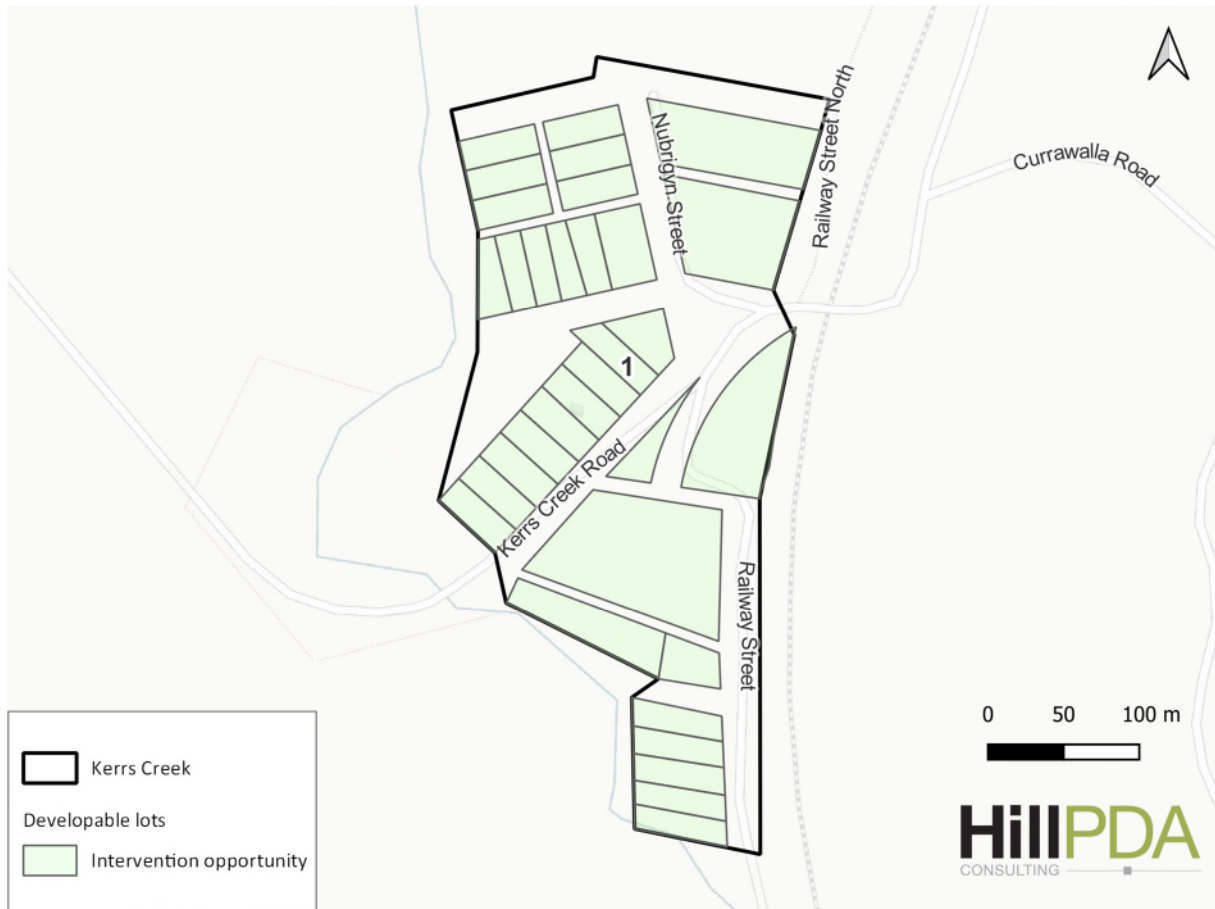 Nubrigyn Street
Railway Street North
Currawalla Road
1
Kerrs Creek Road
Railway Street
0 50 100 m
Kerrs Creek
Developable lots
Intervention opportunity
HillPDA
CONSULTING